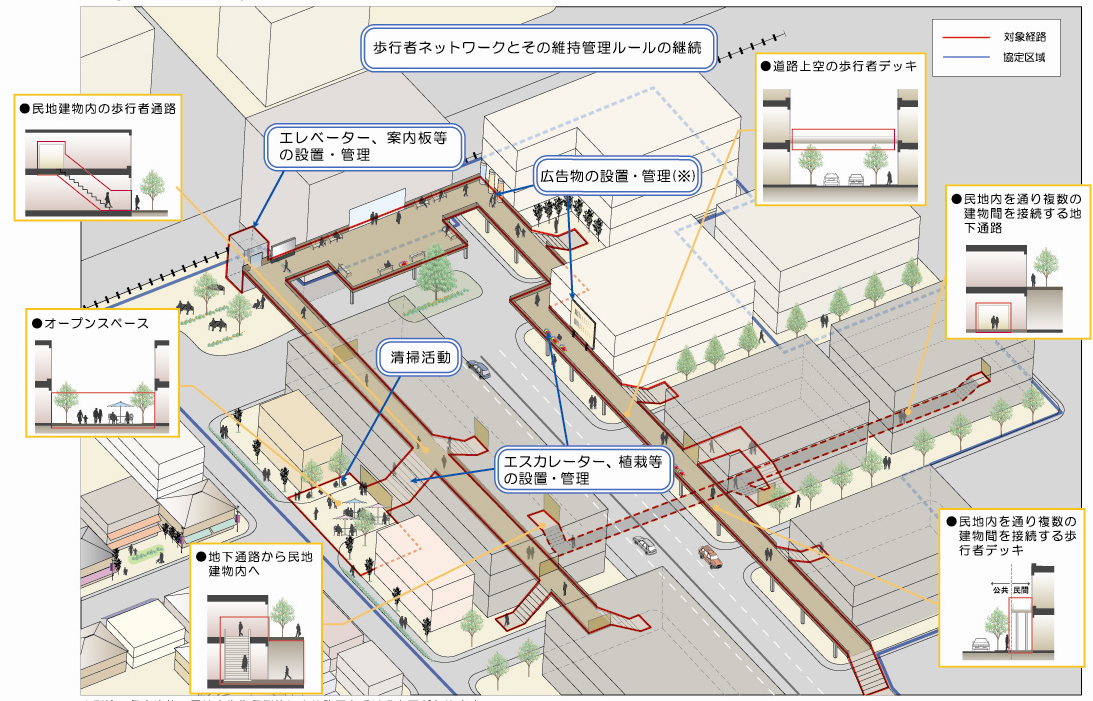 歩行者ネットワークとその維持管理ルールの継続
対象経路
協定区域
●道路上空の歩行者デッキ
●民地建物内の歩行者通路
エレベーター、案内板等
の設置・管理
広告物の設置・管理(※)
●民地内を通り複数の
建物間を接続する地
下通路
●オープンスペース
清掃活動
エスカレーター、植栽等
の設置・管理
●地下通路から民地
建物内へ
●民地内を通り複数の
建物間を接続する歩
行者デッキ
公共 民間